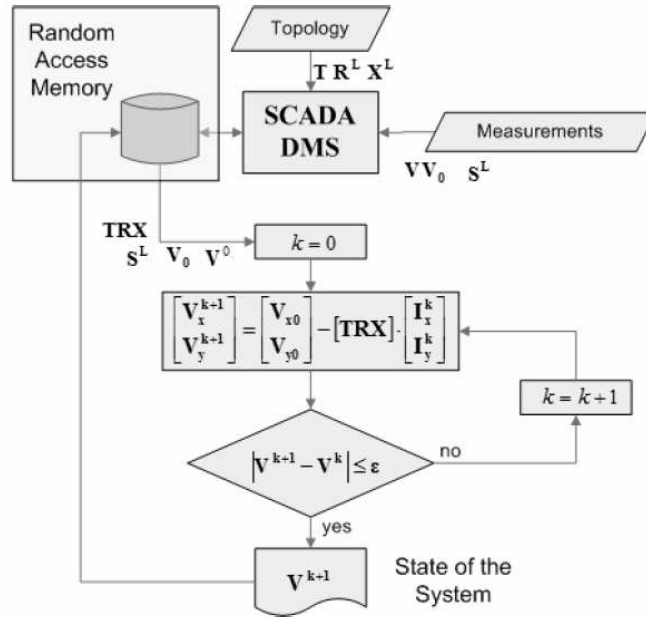 Random
Access
Memory
Topology
T R^L X^L
SCADA
DMS
Measurements
VV_0 S^L
TRX
S^L V_0 V^0
k = 0
[V_x^{k+1} V_y^{k+1}] = [V_{x0} V_{y0}] - [TRX] · [I_x^k I_y^k]
k = k + 1
|V^{k+1} - V^k| ≤ ε
no
yes
V^{k+1}
State of the
System